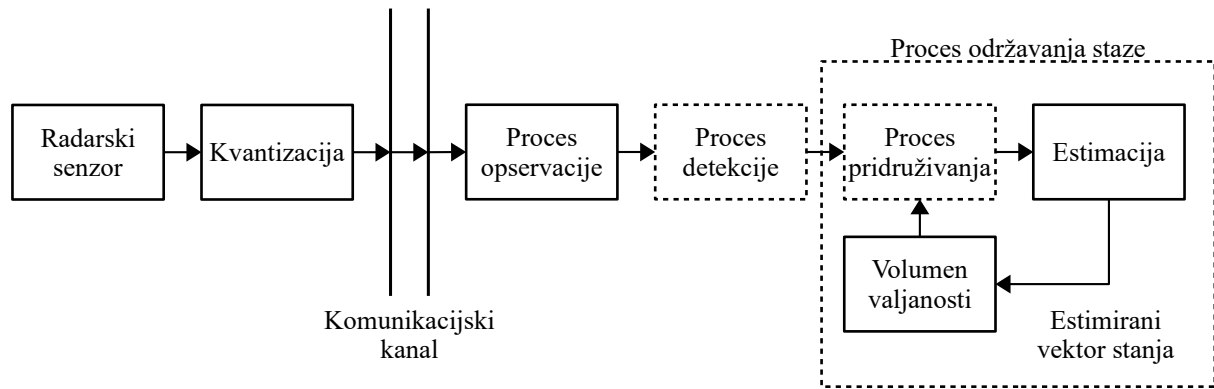 Proces održavanja staze
Radarski
senzor
Kvantizacija
Proces
opservacije
Proces
detekcije
Proces
pridruživanja
Estimacija
Volumen
valjanosti
Komunikacijski
kanal
Estimirani
vektor stanja